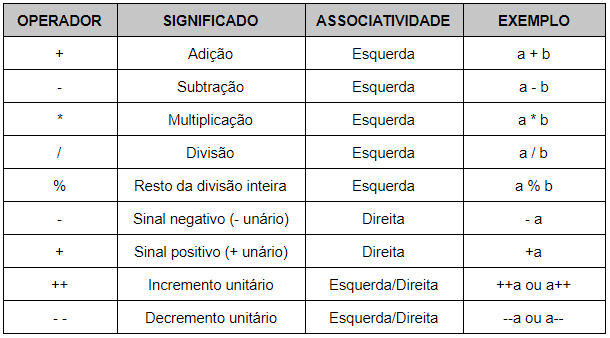 OPERADOR SIGNIFICADO ASSOCIATIVIDADE EXEMPLO
+ Adição Esquerda a + b
- Subtração Esquerda a - b
* Multiplicação Esquerda a * b
/ Divisão Esquerda a / b
% Resto da divisão inteira Esquerda a % b
- Sinal negativo (- unário) Direita - a
+ Sinal positivo (+ unário) Direita +a
++ Incremento unitário Esquerda/Direita ++a ou a++
- - Decremento unitário Esquerda/Direita --a ou a--